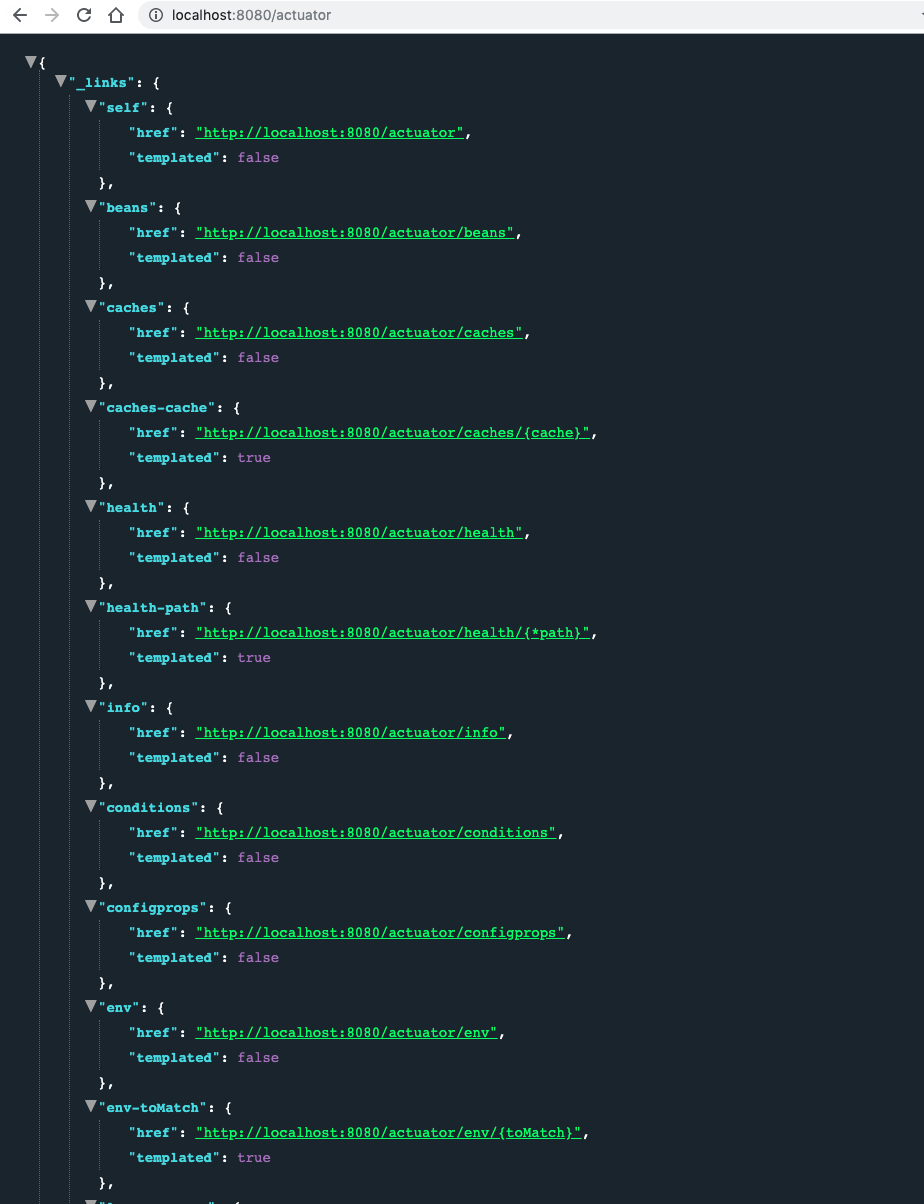 localhost:8080/actuator
{
"_links": {
"self": {
"href": "http://localhost:8080/actuator",
"templated": false
},
"beans": {
"href": "http://localhost:8080/actuator/beans",
"templated": false
},
"caches": {
"href": "http://localhost:8080/actuator/caches",
"templated": false
},
"caches-cache": {
"href": "http://localhost:8080/actuator/caches/{cache}",
"templated": true
},
"health": {
"href": "http://localhost:8080/actuator/health",
"templated": false
},
"health-path": {
"href": "http://localhost:8080/actuator/health/{*path}",
"templated": true
},
"info": {
"href": "http://localhost:8080/actuator/info",
"templated": false
},
"conditions": {
"href": "http://localhost:8080/actuator/conditions",
"templated": false
},
"configprops": {
"href": "http://localhost:8080/actuator/configprops",
"templated": false
},
"env": {
"href": "http://localhost:8080/actuator/env",
"templated": false
},
"env-toMatch": {
"href": "http://localhost:8080/actuator/env/{toMatch}",
"templated": true
},